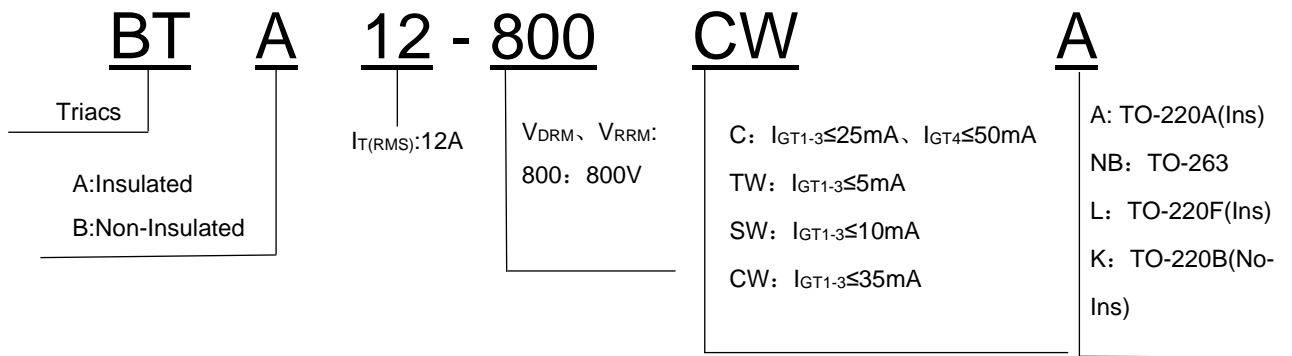 BT A 12 - 800 CW A
Triacs
A:Insulated
B:Non-Insulated
IT(RMS):12A
VDRM、VRRM:
800：800V
C：IGT1-3≤25mA、IGT4≤50mA
TW：IGT1-3≤5mA
SW：IGT1-3≤10mA
CW：IGT1-3≤35mA
A: TO-220A(Ins)
NB：TO-263
L：TO-220F(Ins)
K：TO-220B(No-
Ins)